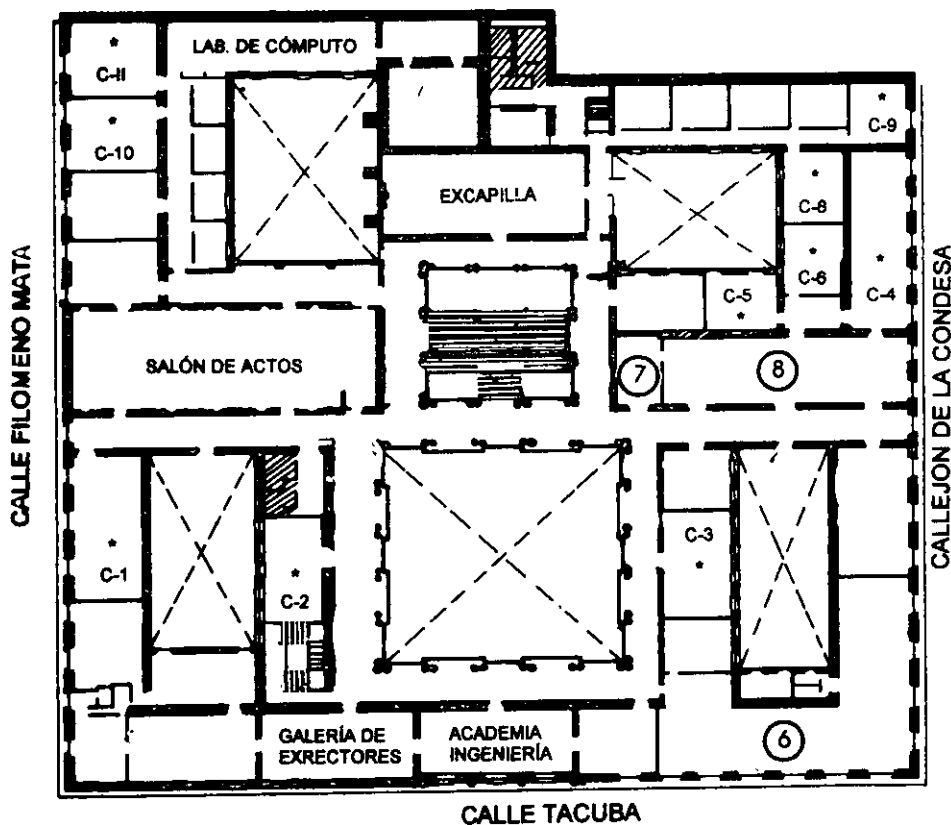 LAB. DE CÓMPUTO
*
C-II
*
C-10
*
C-9
EXCAPILLA
*
C-8
*
C-6
*
C-4
C-5
*
CALLE FILOMENO MATA
SALÓN DE ACTOS
7
8
CALLEJON DE LA CONDESA
*
C-1
*
C-2
C-3
*
GALERÍA DE
EXRECTORES
ACADEMIA
INGENIERÍA
6
CALLE TACUBA